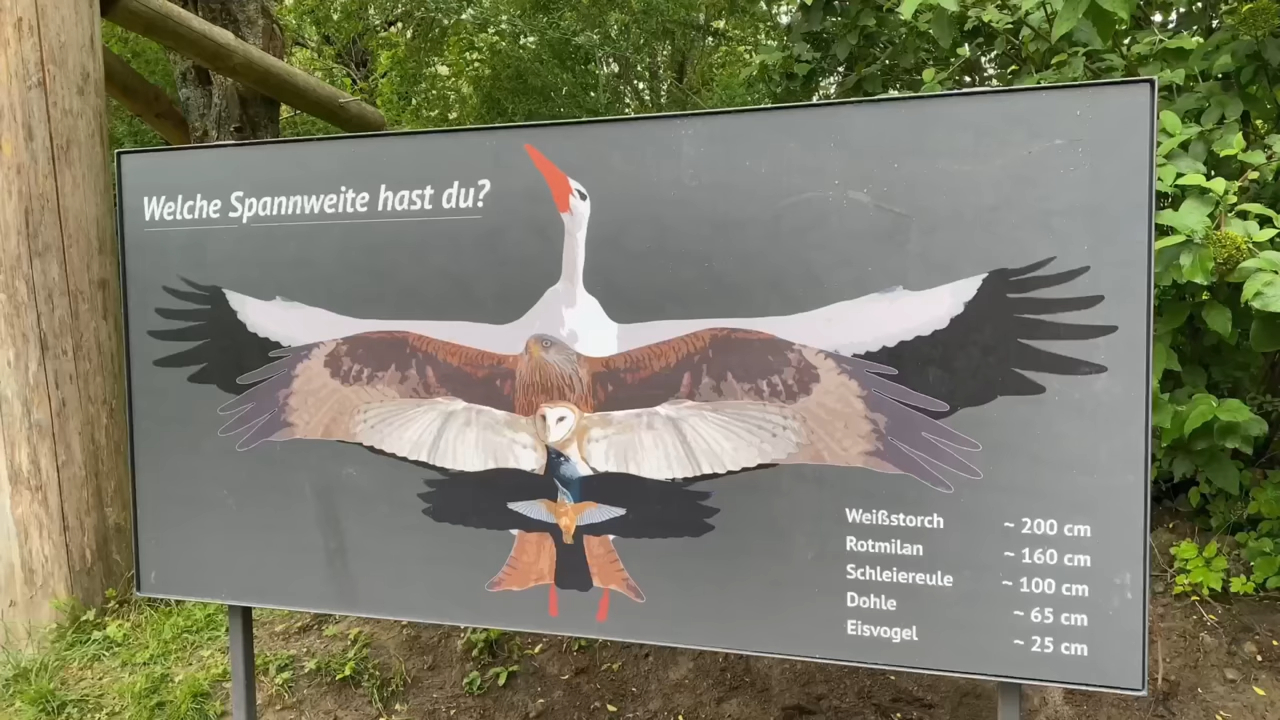 Welche Spannweite hast du?
Weißstorch ~ 200 cm
Rotmilan ~ 160 cm
Schleiereule ~ 100 cm
Dohle ~ 65 cm
Eisvogel ~ 25 cm